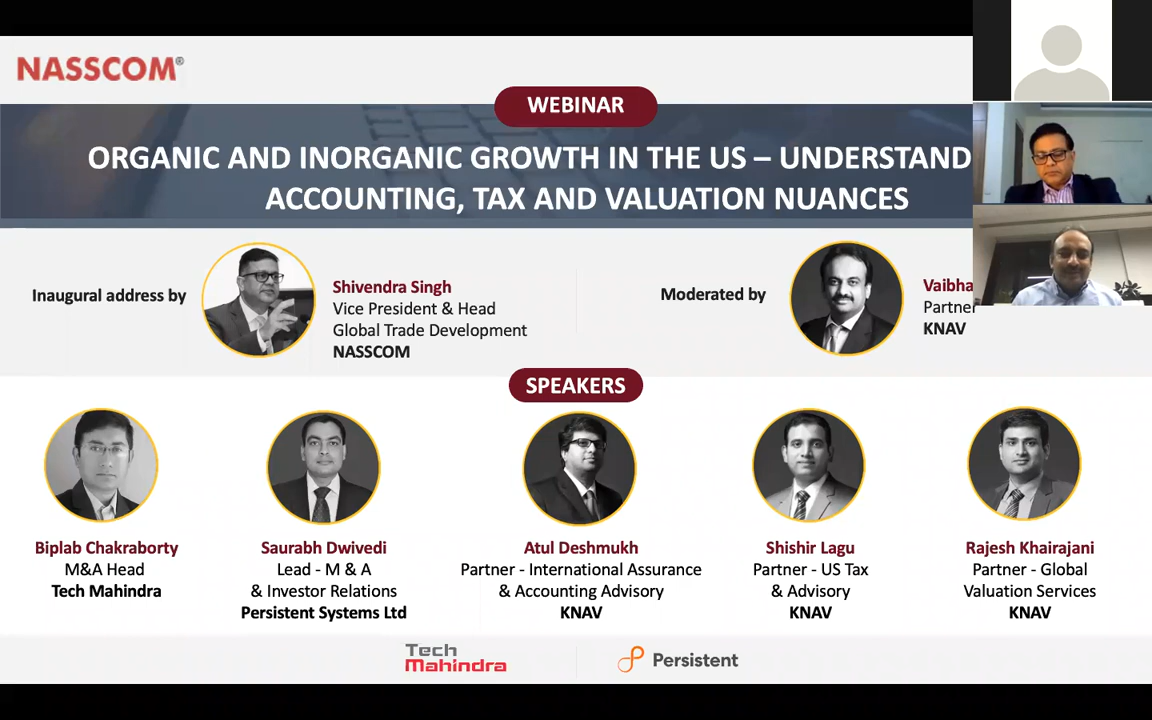 NASSCOM®
WEBINAR
ORGANIC AND INORGANIC GROWTH IN THE US – UNDERSTAND
ACCOUNTING, TAX AND VALUATION NUANCES
Inaugural address by
Shivendra Singh
Vice President & Head
Global Trade Development
NASSCOM
Moderated by
Vaibha
Partner
KNAV
SPEAKERS
Biplab Chakraborty
M&A Head
Tech Mahindra
Saurabh Dwivedi
Lead - M & A
& Investor Relations
Persistent Systems Ltd
Atul Deshmukh
Partner - International Assurance
& Accounting Advisory
KNAV
Shishir Lagu
Partner - US Tax
& Advisory
KNAV
Rajesh Khairajani
Partner - Global
Valuation Services
KNAV
Tech
Mahindra
Persistent